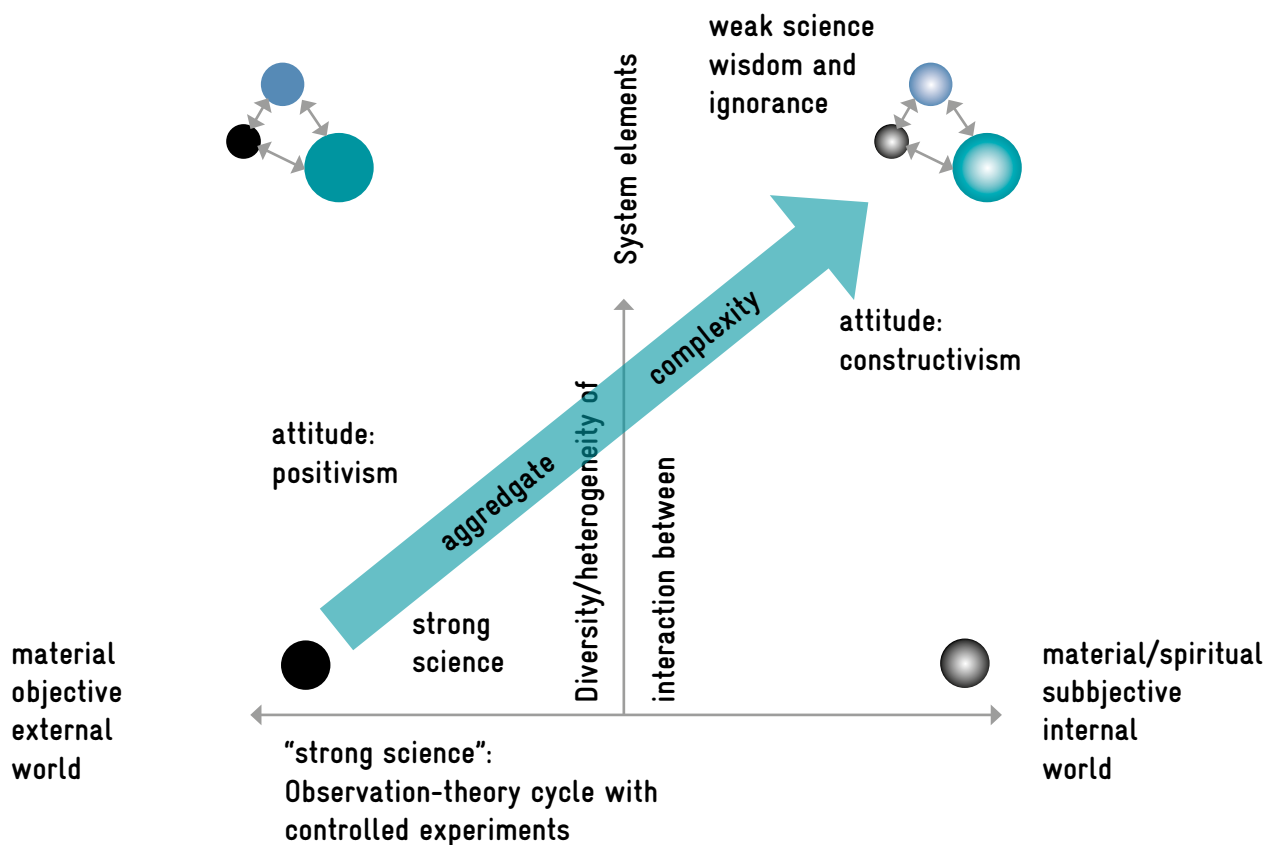 weak science
wisdom and
ignorance
System elements
attitude:
constructivism
complexity
aggredgate
Diversity/heterogeneity of
interaction between
attitude:
positivism
strong
science
material
objective
external
world
material/spiritual
subbjective
internal
world
"strong science":
Observation-theory cycle with
controlled experiments